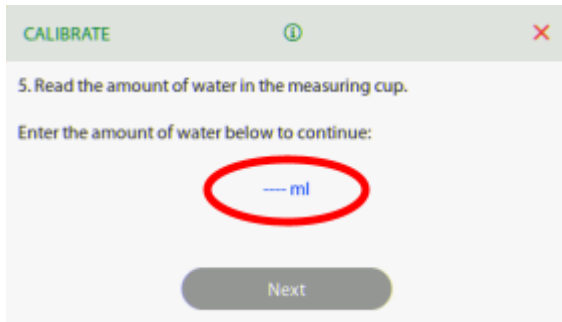 CALIBRATE
5. Read the amount of water in the measuring cup.
Enter the amount of water below to continue:
---- ml
Next